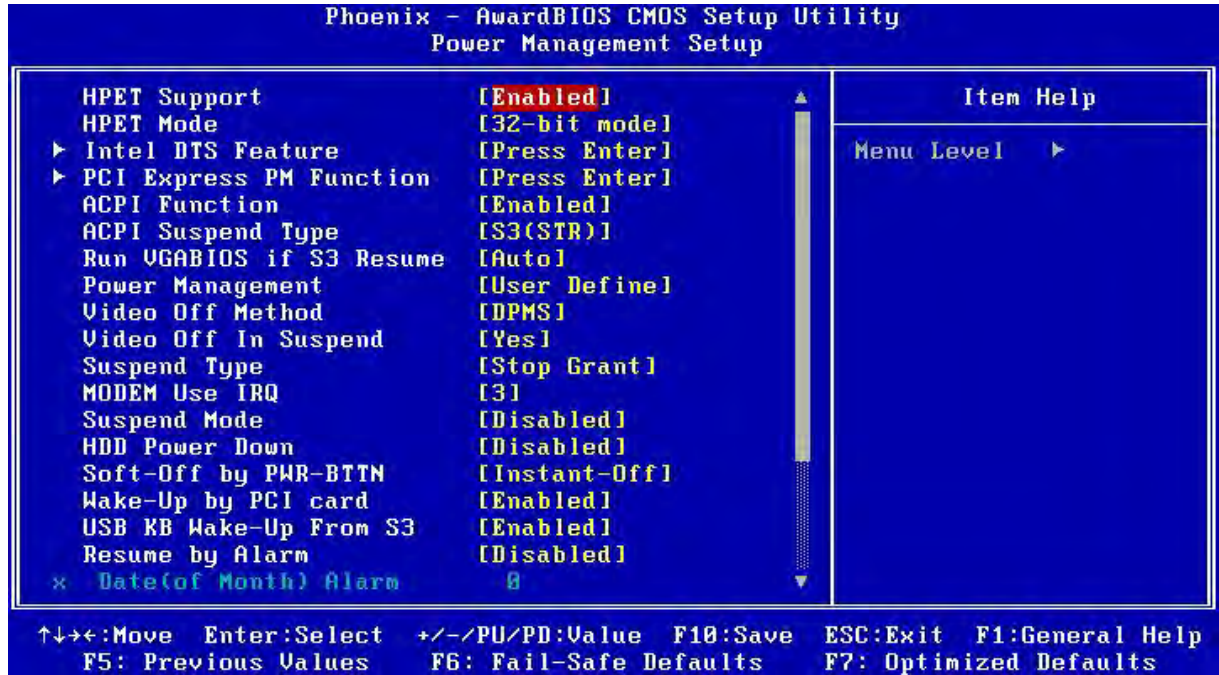 Phoenix - AwardBIOS CMOS Setup Utility
Power Management Setup
HPET Support [Enabled]
HPET Mode [32-bit mode]
► Intel DTS Feature [Press Enter]
► PCI Express PM Function [Press Enter]
ACPI Function [Enabled]
ACPI Suspend Type [S3(STR)]
Run VGABIOS if S3 Resume [Auto]
Power Management [User Define]
Video Off Method [DPMS]
Video Off In Suspend [Yes]
Suspend Type [Stop Grant]
MODEM Use IRQ [3]
Suspend Mode [Disabled]
HDD Power Down [Disabled]
Soft-Off by PWR-BTTN [Instant-Off]
Wake-Up by PCI card [Enabled]
USB KB Wake-Up From S3 [Enabled]
Resume by Alarm [Disabled]
x Date(of Month) Alarm 0
Item Help
Menu Level ►
↑↓→←:Move Enter:Select +/-/PU/PD:Value F10:Save ESC:Exit F1:General Help
F5: Previous Values F6: Fail-Safe Defaults F7: Optimized Defaults